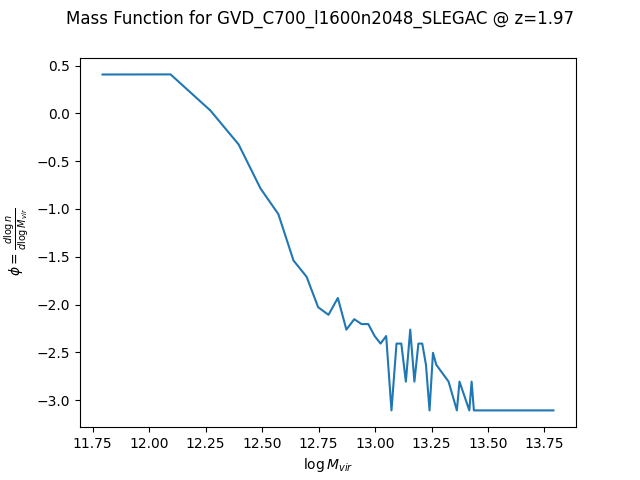 Mass Function for GVD_C700_l1600n2048_SLEGAC @ z=1.97
0.5
0.0
−0.5
−1.0
−1.5
−2.0
−2.5
−3.0
ϕ = d log n / d log M_vir
11.75 12.00 12.25 12.50 12.75 13.00 13.25 13.50 13.75
log M_vir